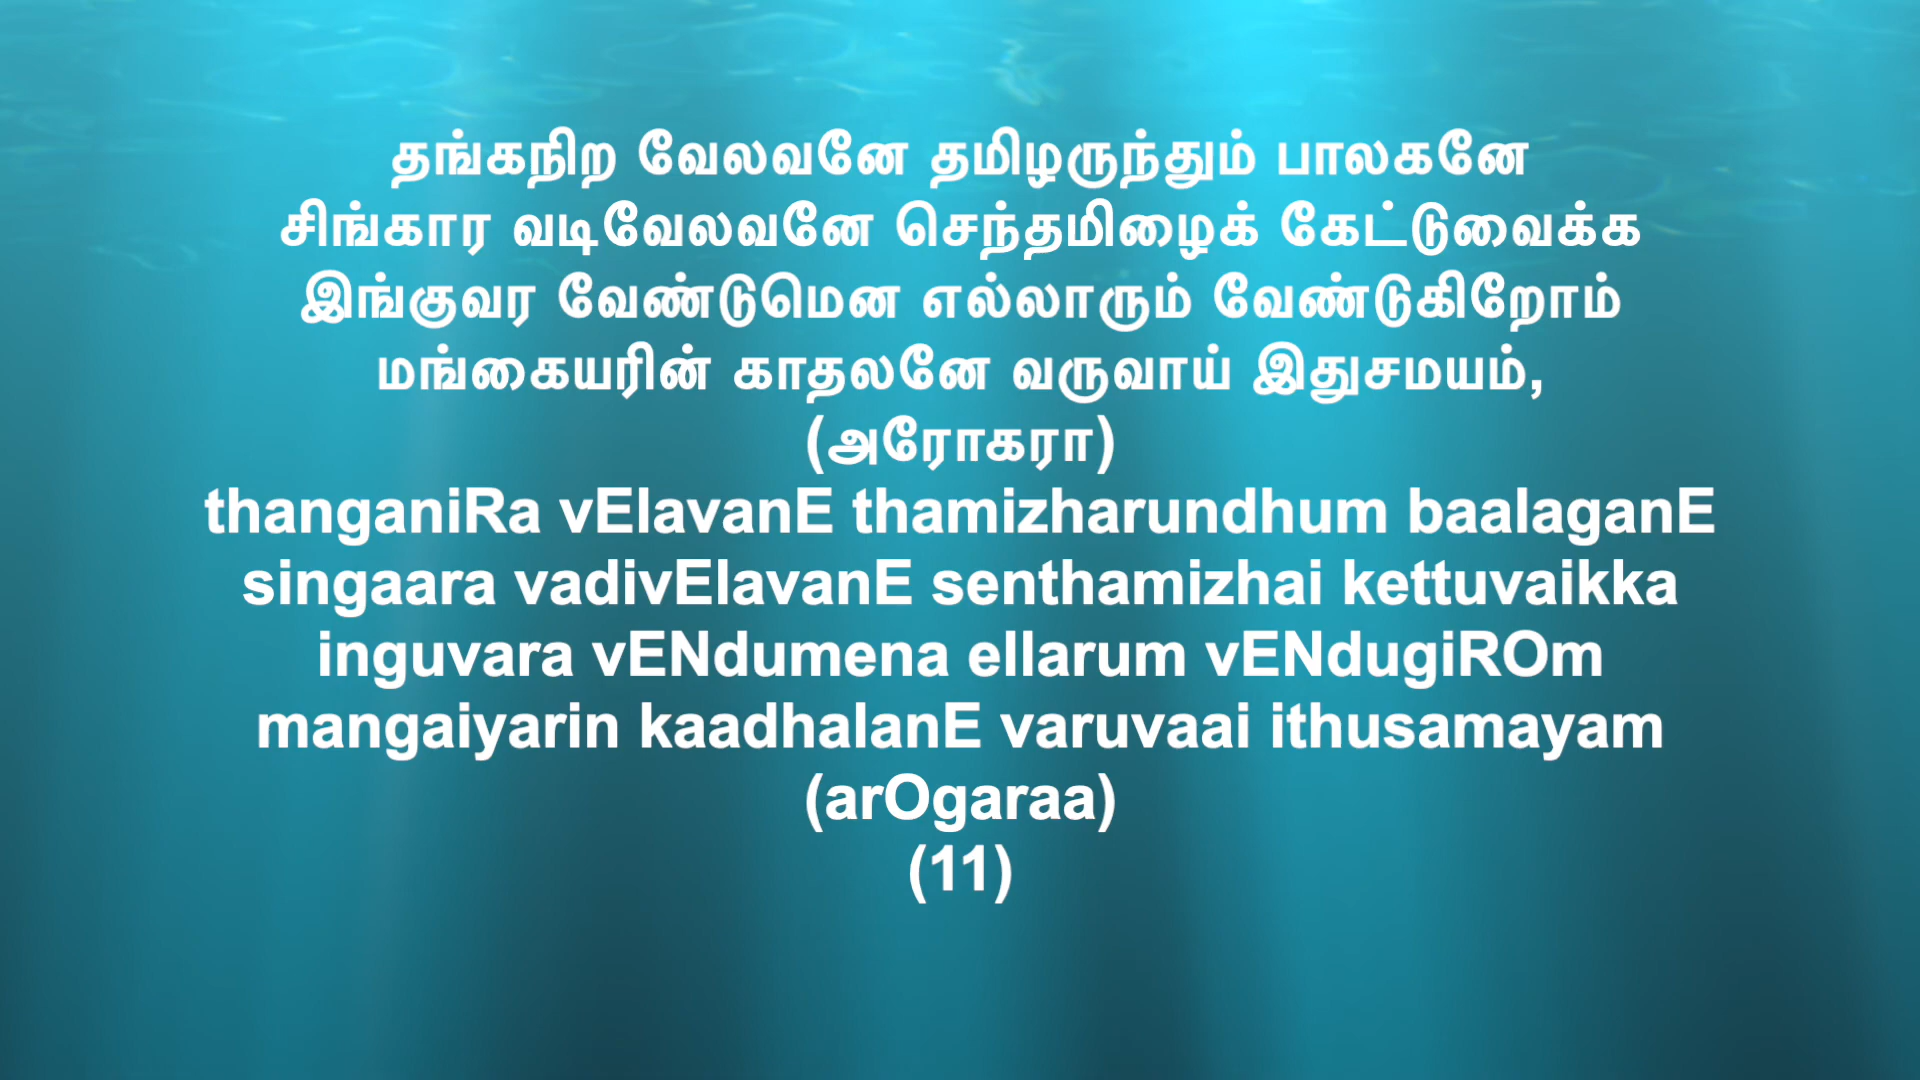 தங்கநிற வேலவனே தமிழருந்தும் பாலகனே
சிங்கார வடிவேலவனே செந்தமிழைக் கேட்டுவைக்க
இங்குவர வேண்டுமென எல்லாரும் வேண்டுகிறோம்
மங்கையரின் காதலனே வருவாய் இதுசமயம்,
(அரோகரா)
thanganiRa vElavanE thamizharundhum baalaganE
singaara vadivElavanE senthamizhai kettuvaikka
inguvara vENdumena ellarum vENdugiROm
mangaiyarin kaadhalanE varuvaai ithusamayam
(arOgaraa)
(11)